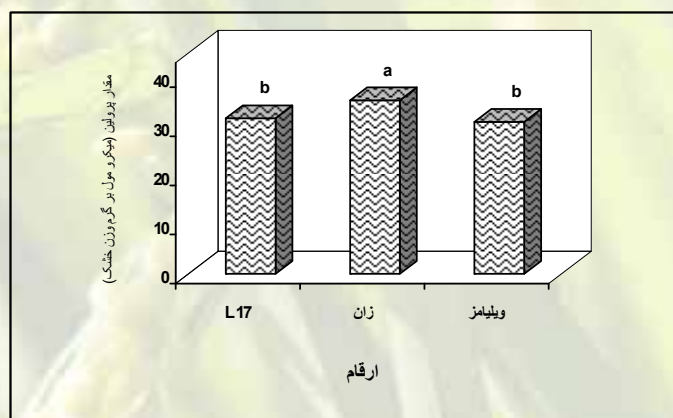 مقدار پرولین (میکرو مول بر گرم وزن خشک)
40
30
20
10
0
b
a
b
L17
زان
ویلیامز
ارقام